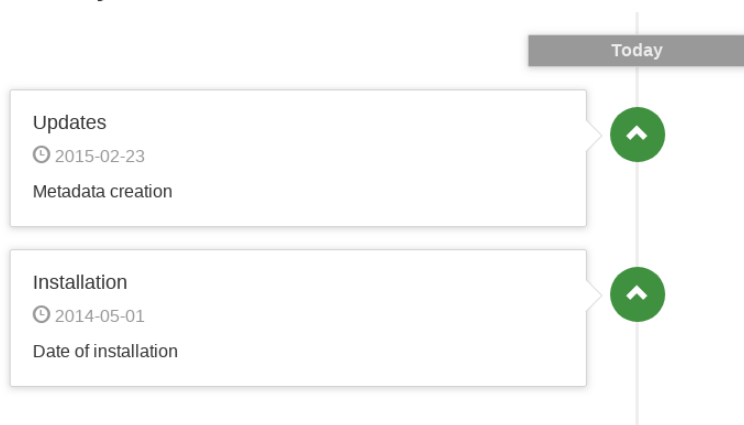 Today
Updates
2015-02-23
Metadata creation
Installation
2014-05-01
Date of installation